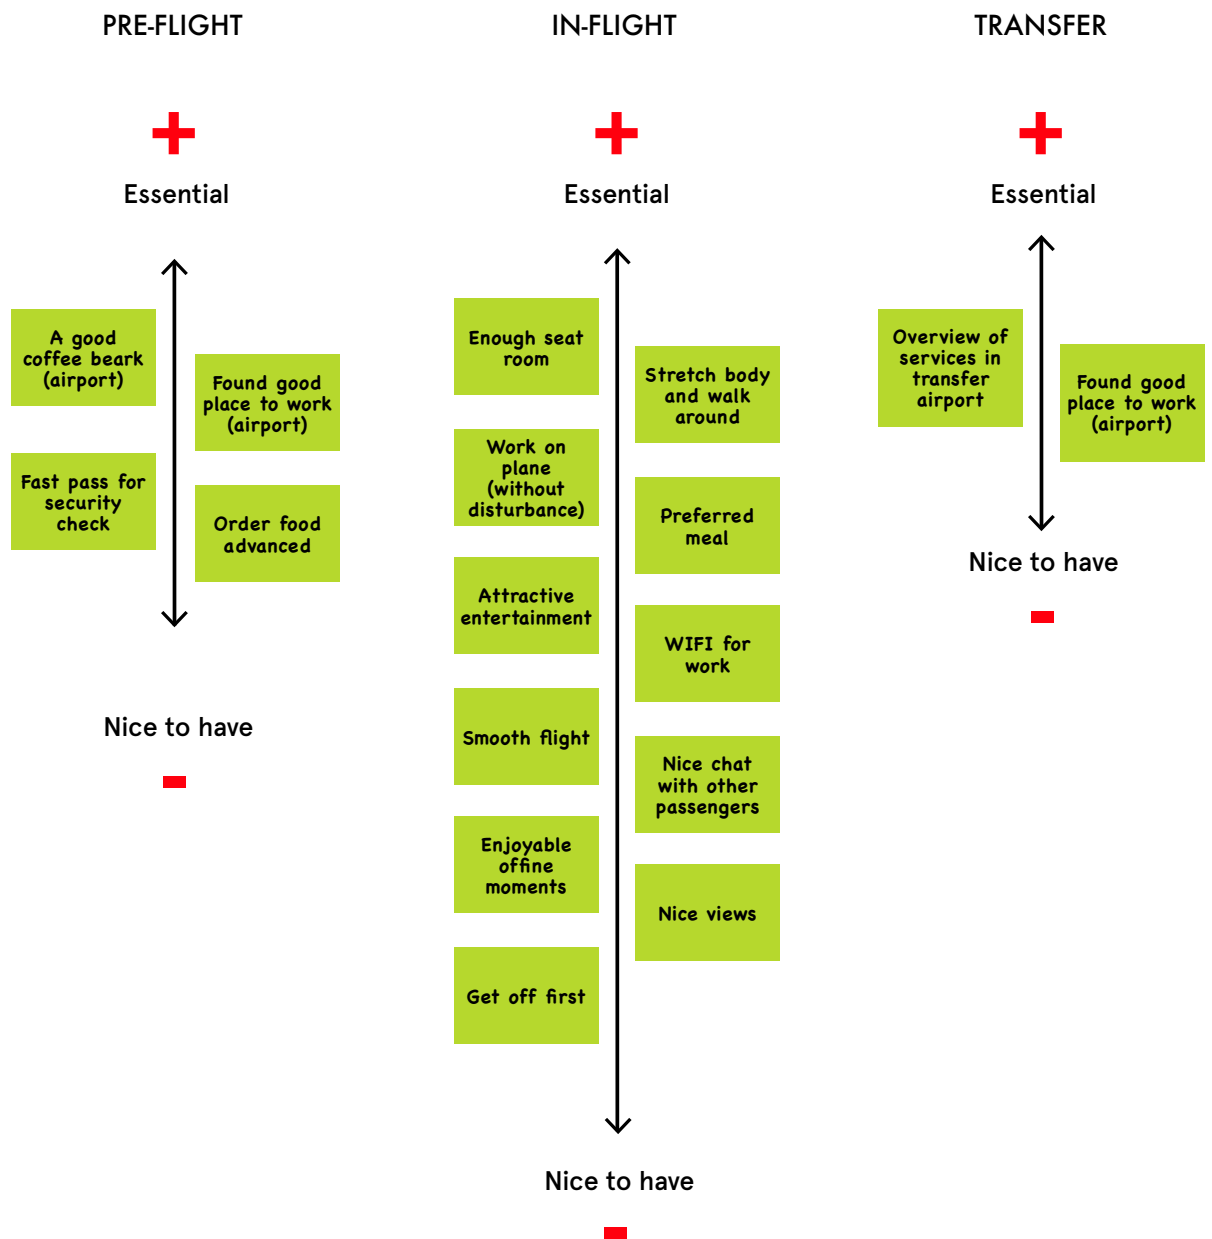 PRE-FLIGHT
IN-FLIGHT
TRANSFER
+
+
+
Essential
Essential
Essential
A good
coffee beark
(airport)
Found good
place to work
(airport)
Fast pass for
security
check
Order food
advanced
Nice to have
-
Enough seat
room
Stretch body
and walk
around
Work on
plane
(without
disturbance)
Preferred
meal
Attractive
entertainment
WIFI for
work
Smooth flight
Nice chat
with other
passengers
Enjoyable
offine
moments
Nice views
Get off first
Nice to have
-
Overview of
services in
transfer
airport
Found good
place to work
(airport)
Nice to have
-